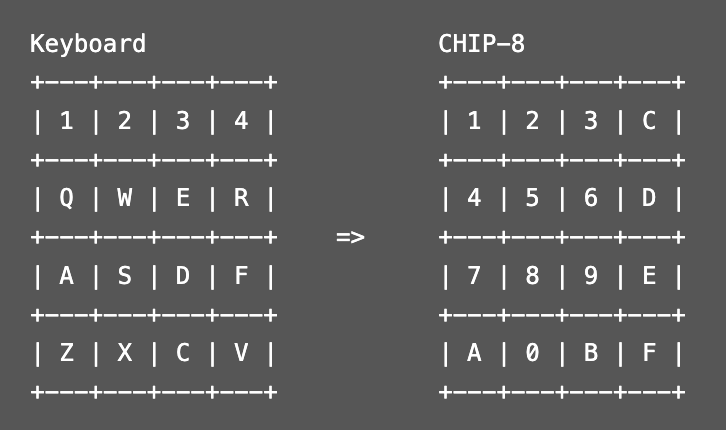 Keyboard                    CHIP-8
+---+---+---+---+           +---+---+---+---+
| 1 | 2 | 3 | 4 |           | 1 | 2 | 3 | C |
+---+---+---+---+           +---+---+---+---+
| Q | W | E | R |           | 4 | 5 | 6 | D |
+---+---+---+---+    =>     +---+---+---+---+
| A | S | D | F |           | 7 | 8 | 9 | E |
+---+---+---+---+           +---+---+---+---+
| Z | X | C | V |           | A | 0 | B | F |
+---+---+---+---+           +---+---+---+---+